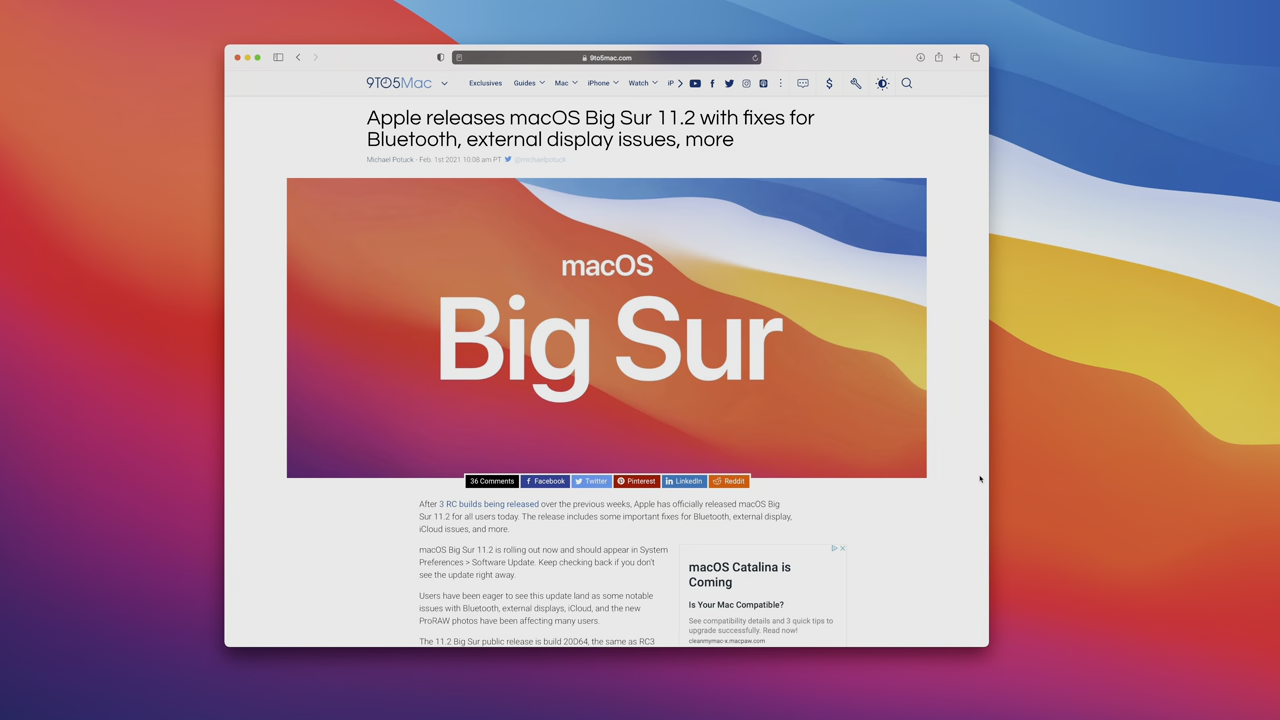 9to5mac.com
9TO5Mac
Exclusives Guides Mac iPhone Watch iP
Apple releases macOS Big Sur 11.2 with fixes for
Bluetooth, external display issues, more
Michael Potuck - Feb. 1st 2021 10:08 am PT @michaelpotuck
macOS
Big Sur
36 Comments Facebook Twitter Pinterest LinkedIn Reddit
After 3 RC builds being released over the previous weeks, Apple has officially released macOS Big
Sur 11.2 for all users today. The release includes some important fixes for Bluetooth, external display,
iCloud issues, and more.
macOS Big Sur 11.2 is rolling out now and should appear in System
Preferences > Software Update. Keep checking back if you don't
see the update right away.
Users have been eager to see this update land as some notable
issues with Bluetooth, external displays, iCloud, and the new
ProRAW photos have been affecting many users.
The 11.2 Big Sur public release is build 20D64, the same as RC3
macOS Catalina is
Coming
Is Your Mac Compatible?
See compatibility details and 3 quick tips to
upgrade successfully. Read now!
cleanmymac-x.macpaw.com